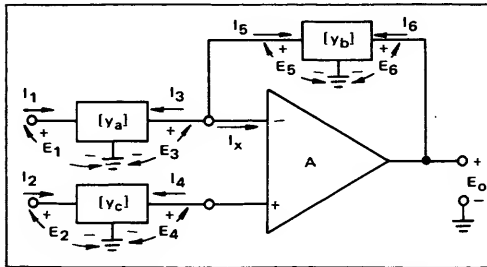 I5 I6
+ [yb] +
E5 − − E6
I1 I3
[ya] −
+ +
E1 − − E3 Ix A
I2 I4 + Eo
[yc] + −
+ +
E2 − − E4